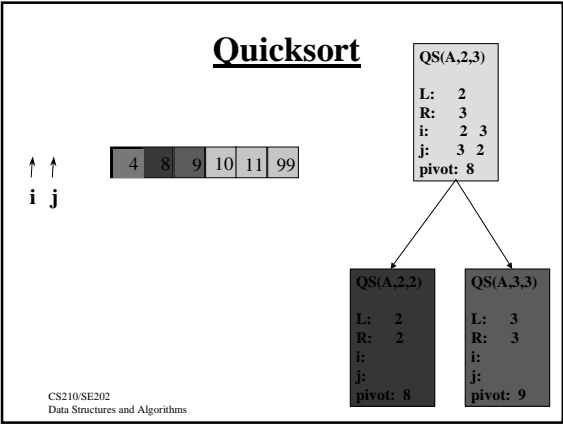 Quicksort
QS(A,2,3)
L: 2
R: 3
i: 2 3
j: 3 2
pivot: 8
4 8 9 10 11 99
i j
QS(A,2,2)
L: 2
R: 2
i:
j:
pivot: 8
QS(A,3,3)
L: 3
R: 3
i:
j:
pivot: 9
CS210/SE202
Data Structures and Algorithms